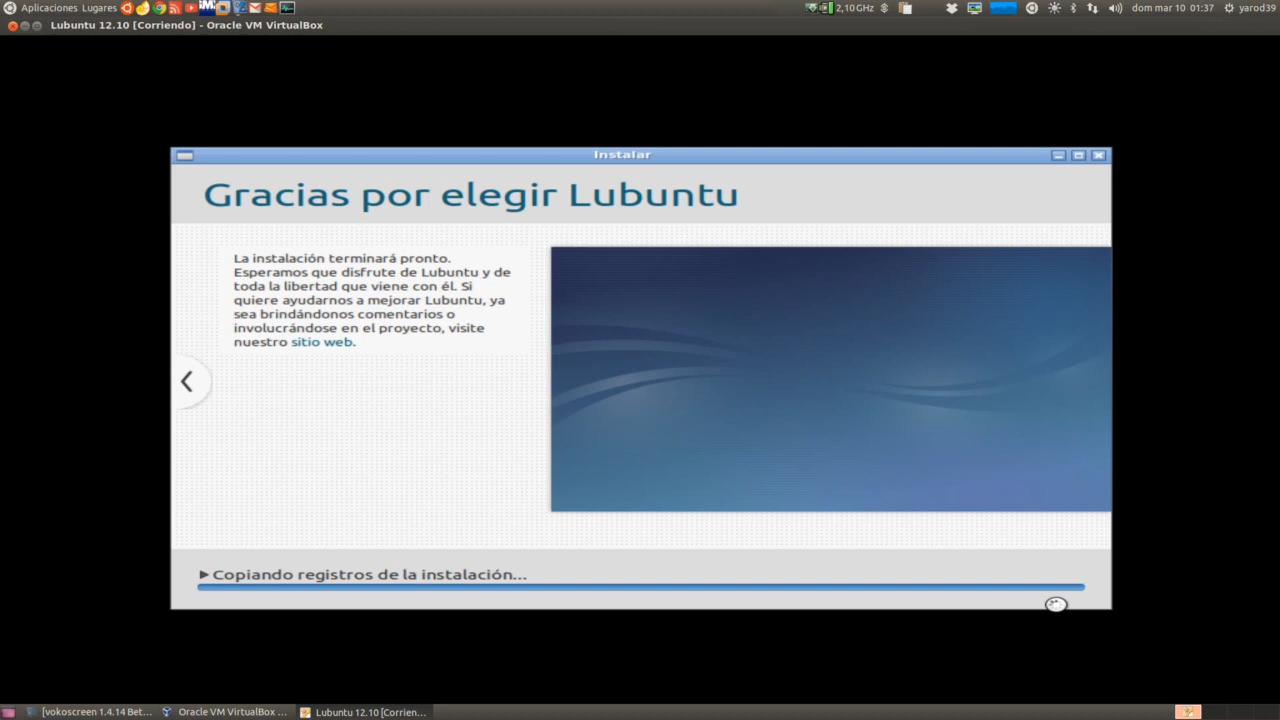 Aplicaciones Lugares
2,10 GHz
dom mar 10 01:37
yarod39
Lubuntu 12.10 [Corriendo] - Oracle VM VirtualBox
Instalar
Gracias por elegir Lubuntu
La instalación terminará pronto.
Esperamos que disfrute de Lubuntu y de
toda la libertad que viene con él. Si
quiere ayudarnos a mejorar Lubuntu, ya
sea brindándonos comentarios o
involucrándose en el proyecto, visite
nuestro sitio web.
Copiando registros de la instalación...
[vokoscreen 1.4.14 Bet...
Oracle VM VirtualBox ...
Lubuntu 12.10 [Corrien...